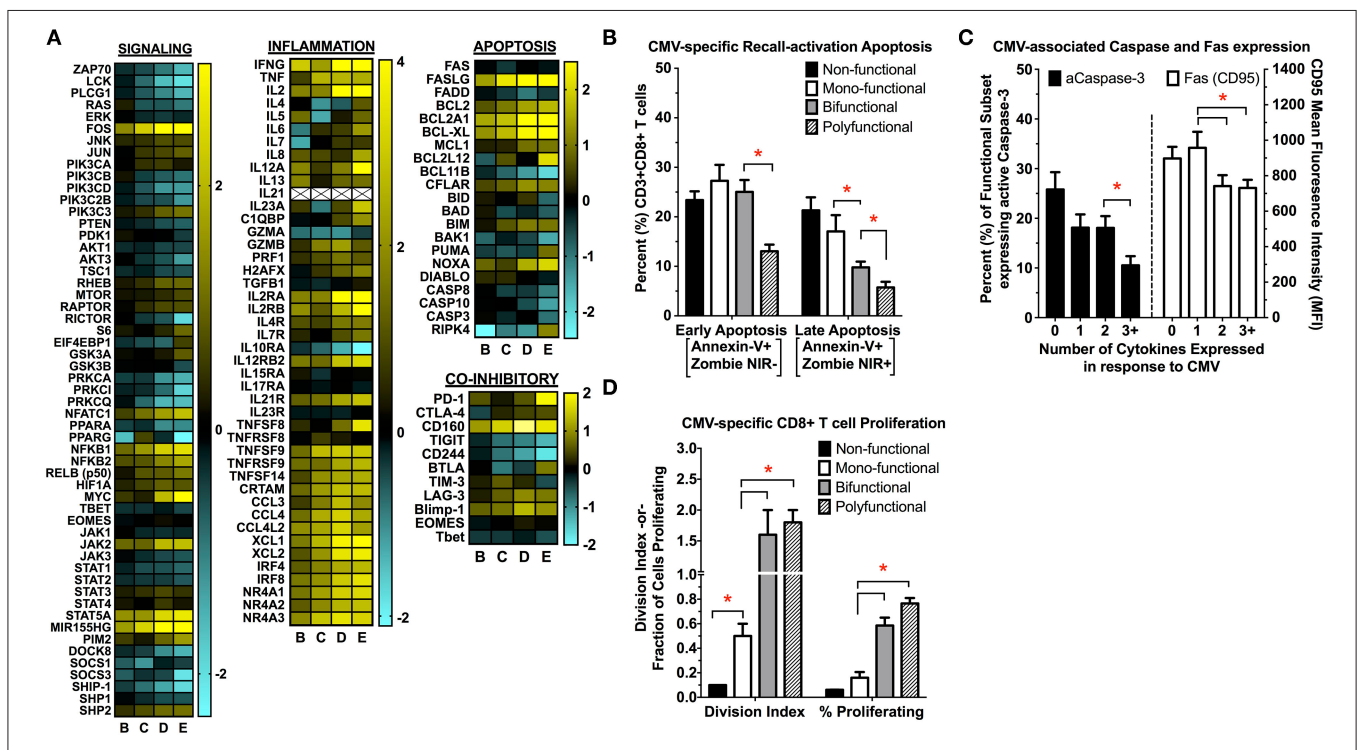 A
SIGNALING
ZAP70
LCK
PLCG1
RAS
ERK
FOS
JNK
JUN
PIK3CA
PIK3CB
PIK3CD
PIK3C2B
PIK3C3
PTEN
PDK1
AKT1
AKT3
TSC1
RHEB
MTOR
RAPTOR
RICTOR
S6
EIF4EBP1
GSK3A
GSK3B
PRKCA
PRKCI
PRKCQ
NFATC1
PPARA
PPARG
NFKB1
NFKB2
RELB (p50)
HIF1A
MYC
TBET
EOMES
JAK1
JAK2
JAK3
STAT1
STAT2
STAT3
STAT4
STAT5A
MIR155HG
PIM2
DOCK8
SOCS1
SOCS3
SHIP-1
SHP1
SHP2
B C D E
2
0
-2
INFLAMMATION
IFNG
TNF
IL2
IL4
IL5
IL6
IL7
IL8
IL12A
IL13
IL21
IL23A
C1QBP
GZMA
GZMB
PRF1
H2AFX
TGFB1
IL2RA
IL2RB
IL4R
IL7R
IL10RA
IL12RB2
IL15RA
IL17RA
IL21R
IL23R
TNFSF8
TNFRSF8
TNFSF9
TNFRSF9
TNFSF14
CRTAM
CCL3
CCL4
CCL4L2
XCL1
XCL2
IRF4
IRF8
NR4A1
NR4A2
NR4A3
B C D E
4
2
0
-2
APOPTOSIS
FAS
FASLG
FADD
BCL2
BCL2A1
BCL-XL
MCL1
BCL2L12
BCL11B
CFLAR
BID
BAD
BIM
BAK1
PUMA
NOXA
DIABLO
CASP8
CASP10
CASP3
RIPK4
B C D E
2
1
0
-1
-2
CO-INHIBITORY
PD-1
CTLA-4
CD160
TIGIT
CD244
BTLA
TIM-3
LAG-3
Blimp-1
EOMES
Tbet
B C D E
2
1
0
-1
-2
B
CMV-specific Recall-activation Apoptosis
Percent (%) CD3+CD8+ T cells
50
40
30
20
10
0
Non-functional
Mono-functional
Bifunctional
Polyfunctional
*
*
*
Early Apoptosis Late Apoptosis
Annexin-V+ Annexin-V+
Zombie NIR- Zombie NIR+
C
CMV-associated Caspase and Fas expression
Percent (%) of Functional Subset
expressing active Caspase-3
50
40
30
20
10
0
aCaspase-3 Fas (CD95)
*
*
1400
1200
1000
800
600
400
200
0
CD95 Mean Fluorescence Intensity (MFI)
0 1 2 3+ 0 1 2 3+
Number of Cytokines Expressed
in response to CMV
D
CMV-specific CD8+ T cell Proliferation
Division Index -or-
Fraction of Cells Proliferating
3.0
2.5
2.0
1.5
1.0
0.8
0.6
0.4
0.2
0.0
Non-functional
Mono-functional
Bifunctional
Polyfunctional
*
*
*
Division Index % Proliferating